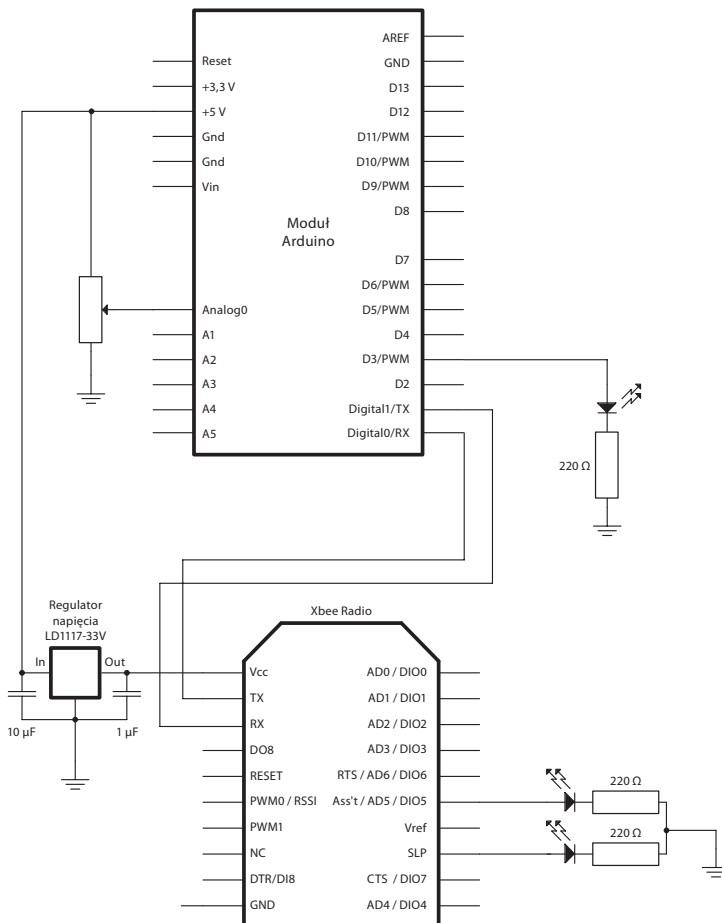 Reset
+3,3 V
+5 V
Gnd
Gnd
Vin
Analog0
A1
A2
A3
A4
A5
Moduł
Arduino
AREF
GND
D13
D12
D11/PWM
D10/PWM
D9/PWM
D8
D7
D6/PWM
D5/PWM
D4
D3/PWM
D2
Digital1/TX
Digital0/RX
220 Ω
Regulator
napięcia
LD1117-33V
In
Out
10 µF
1 µF
Xbee Radio
Vcc
TX
RX
DO8
RESET
PWM0 / RSSI
PWM1
NC
DTR/DI8
GND
AD0 / DIO0
AD1 / DIO1
AD2 / DIO2
AD3 / DIO3
RTS / AD6 / DIO6
Ass't / AD5 / DIO5
Vref
SLP
CTS / DIO7
AD4 / DIO4
220 Ω
220 Ω